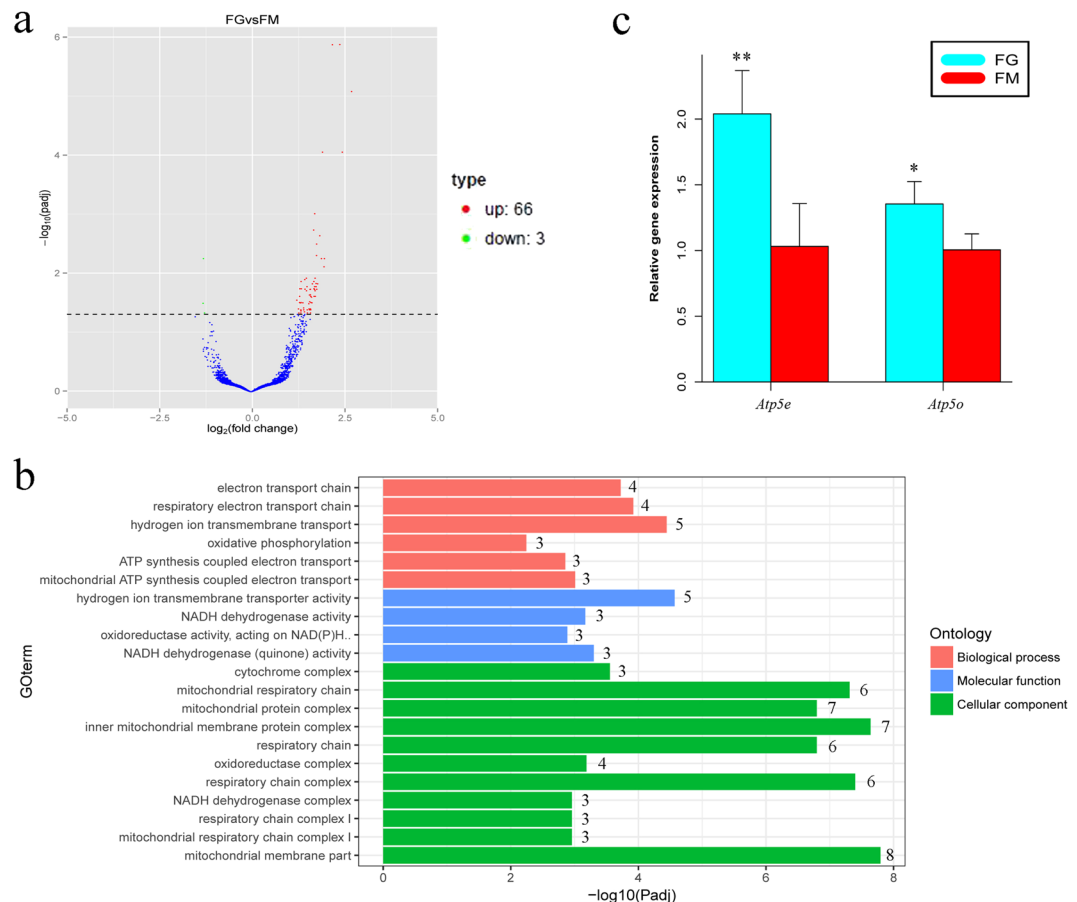 a
FGvsFM
6
4
2
0
−log10(padj)
−5.0
−2.5
0.0
2.5
5.0
log2(fold change)
type
up: 66
down: 3
c
FG
FM
**
*
2.0
1.5
1.0
0.5
0.0
Relative gene expression
Atp5e
Atp5o
b
electron transport chain 4
respiratory electron transport chain 4
hydrogen ion transmembrane transport 5
oxidative phosphorylation 3
ATP synthesis coupled electron transport 3
mitochondrial ATP synthesis coupled electron transport 3
hydrogen ion transmembrane transporter activity 5
NADH dehydrogenase activity 3
oxidoreductase activity, acting on NAD(P)H.. 3
NADH dehydrogenase (quinone) activity 3
cytochrome complex 3
mitochondrial respiratory chain 6
mitochondrial protein complex 7
inner mitochondrial membrane protein complex 7
respiratory chain 6
oxidoreductase complex 4
respiratory chain complex 6
NADH dehydrogenase complex 3
respiratory chain complex I 3
mitochondrial respiratory chain complex I 3
mitochondrial membrane part 8
GOterm
0
2
4
6
8
−log10(Padj)
Ontology
Biological process
Molecular function
Cellular component